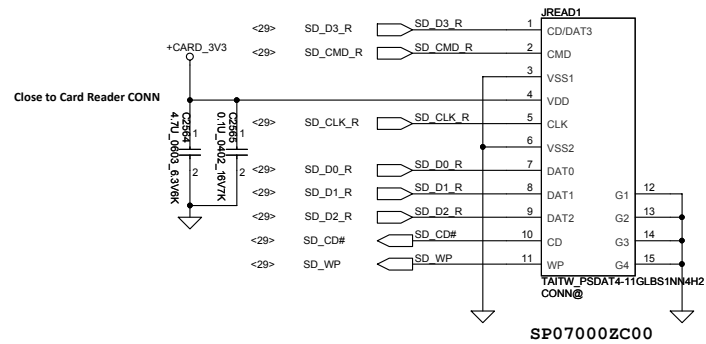 JREAD1
<29> SD_D3_R SD_D3_R 1 CD/DAT3
+CARD_3V3
<29> SD_CMD_R SD_CMD_R 2 CMD
3 VSS1
Close to Card Reader CONN
4 VDD
C2564
4.7U_0603_6.3V6K
1
2
C2565
0.1U_0402_16V7K
1
2
<29> SD_CLK_R SD_CLK_R 5 CLK
6 VSS2
<29> SD_D0_R SD_D0_R 7 DAT0
<29> SD_D1_R SD_D1_R 8 DAT1 G1 12
<29> SD_D2_R SD_D2_R 9 DAT2 G2 13
<29> SD_CD# SD_CD# 10 CD G3 14
<29> SD_WP SD_WP 11 WP G4 15
TAITW_PSDAT4-11GLBS1NN4H2
CONN@
SP07000ZC00